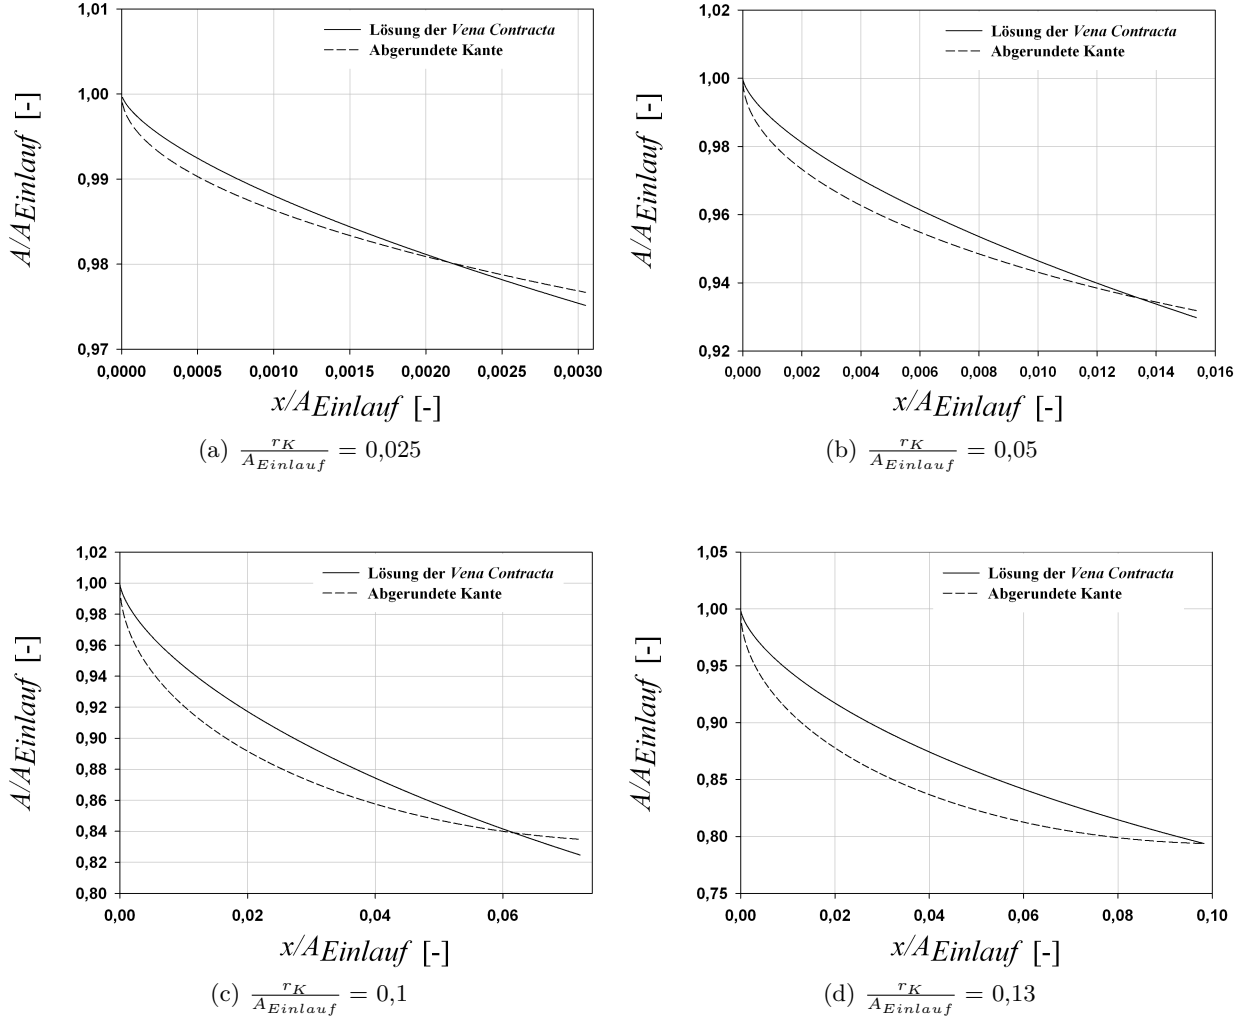 1,01
1,00
0,99
0,98
0,97
A/AEinlauf [-]
Lösung der Vena Contracta
Abgerundete Kante
0,0000 0,0005 0,0010 0,0015 0,0020 0,0025 0,0030
x/AEinlauf [-]
(a) rK/AEinlauf = 0,025
1,02
1,00
0,98
0,96
0,94
0,92
A/AEinlauf [-]
Lösung der Vena Contracta
Abgerundete Kante
0,000 0,002 0,004 0,006 0,008 0,010 0,012 0,014 0,016
x/AEinlauf [-]
(b) rK/AEinlauf = 0,05
1,02
1,00
0,98
0,96
0,94
0,92
0,90
0,88
0,86
0,84
0,82
0,80
A/AEinlauf [-]
Lösung der Vena Contracta
Abgerundete Kante
0,00 0,02 0,04 0,06
x/AEinlauf [-]
(c) rK/AEinlauf = 0,1
1,05
1,00
0,95
0,90
0,85
0,80
0,75
A/AEinlauf [-]
Lösung der Vena Contracta
Abgerundete Kante
0,00 0,02 0,04 0,06 0,08 0,10
x/AEinlauf [-]
(d) rK/AEinlauf = 0,13